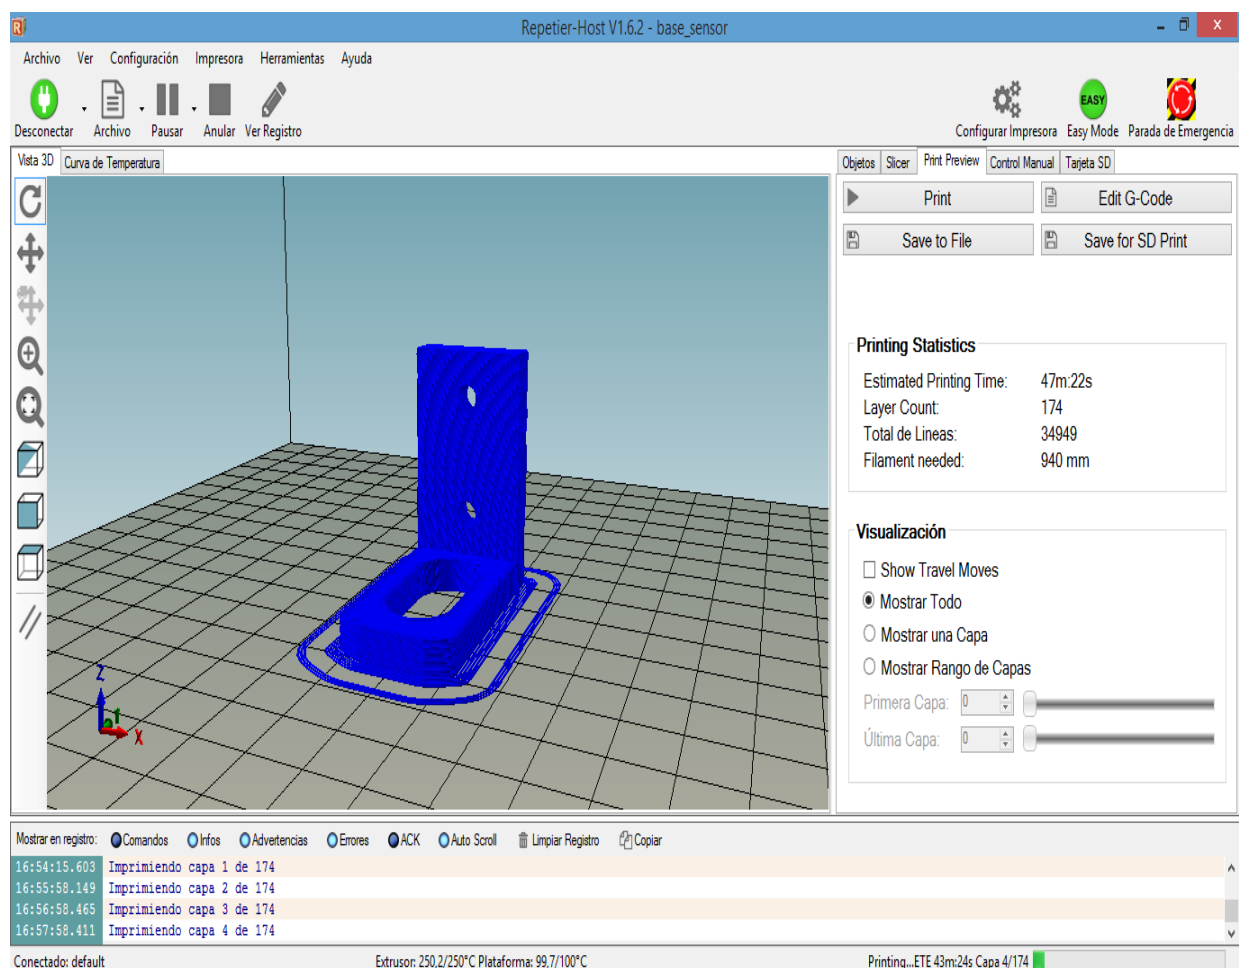 Repetier-Host V1.6.2 - base_sensor
Archivo Ver Configuración Impresora Herramientas Ayuda
EASY
Desconectar Archivo Pausar Anular Ver Registro Configurar Impresora Easy Mode Parada de Emergencia
Vista 3D Curva de Temperatura Objetos Slicer Print Preview Control Manual Tarjeta SD
Print Edit G-Code
Save to File Save for SD Print
Printing Statistics
Estimated Printing Time: 47m:22s
Layer Count: 174
Total de Lineas: 34949
Filament needed: 940 mm
Visualización
Show Travel Moves
Mostrar Todo
Mostrar una Capa
Mostrar Rango de Capas
Primera Capa: 0
Última Capa: 0
Z
X
Mostrar en registro: Comandos Infos Advertencias Errores ACK Auto Scroll Limpiar Registro Copiar
16:54:15.603 Imprimiendo capa 1 de 174
16:55:58.149 Imprimiendo capa 2 de 174
16:56:58.465 Imprimiendo capa 3 de 174
16:57:58.411 Imprimiendo capa 4 de 174
Conectado: default Extrusor: 250,2/250°C Plataforma: 99,7/100°C Printing...ETE 43m:24s Capa 4/174